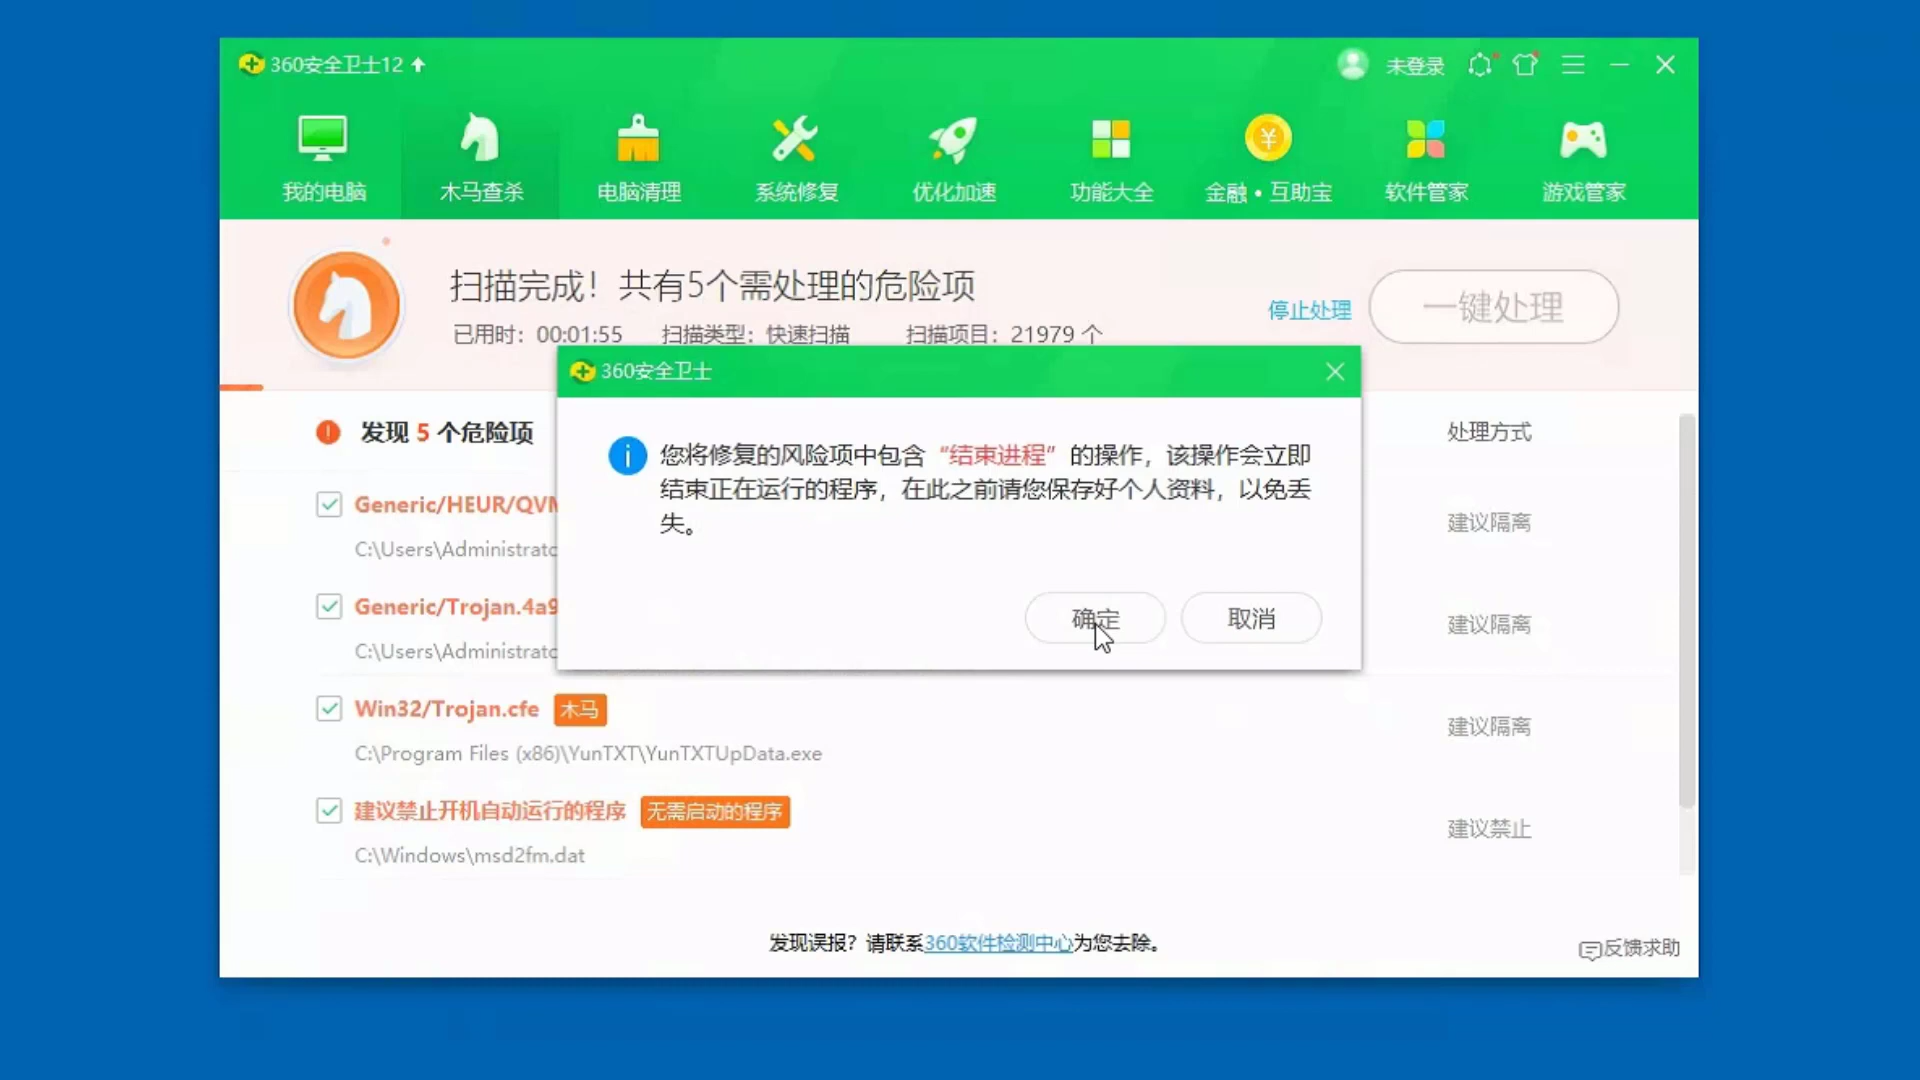 360安全卫士12
未登录
我的电脑
木马查杀
电脑清理
系统修复
优化加速
功能大全
金融•互助宝
软件管家
游戏管家
扫描完成！共有5个需处理的危险项
已用时：00:01:55 扫描类型：快速扫描 扫描项目：21979 个
停止处理
一键处理
360安全卫士
您将修复的风险项中包含“结束进程”的操作，该操作会立即
结束正在运行的程序，在此之前请您保存好个人资料，以免丢
失。
确定
取消
发现 5 个危险项
处理方式
Generic/HEUR/QVM
建议隔离
C:\Users\Administrato
Generic/Trojan.4a9
建议隔离
C:\Users\Administrato
Win32/Trojan.cfe 木马
建议隔离
C:\Program Files (x86)\YunTXT\YunTXTUpData.exe
建议禁止开机自动运行的程序 无需启动的程序
建议禁止
C:\Windows\msd2fm.dat
发现误报？请联系360软件检测中心为您去除。
反馈求助